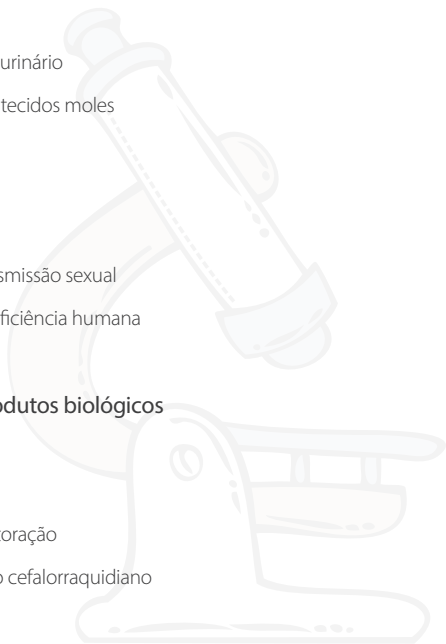 urinário
tecidos moles
smissão sexual
ficiência humana
odutos biológicos
oração
o cefalorraquidiano